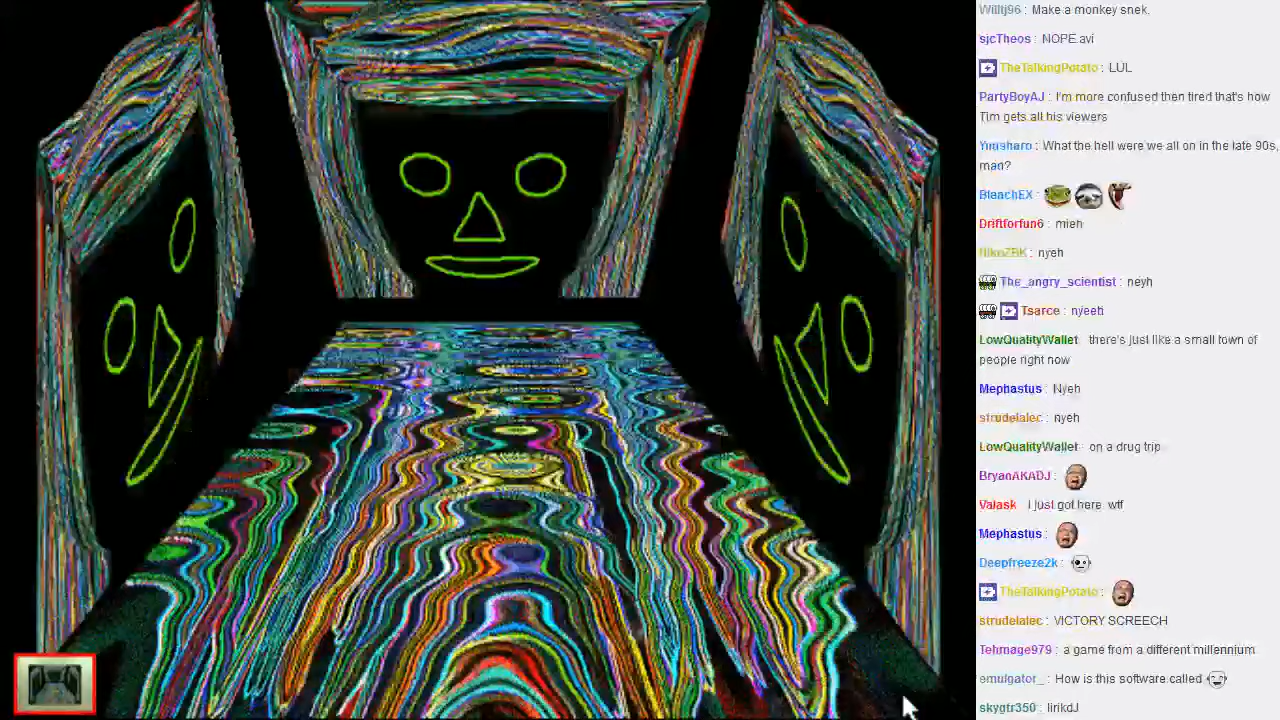 Willj96 : Make a monkey snek.
sjcTheos : NOPE.avi
TheTalkingPotato : LUL
PartyBoyAJ : I'm more confused then tired that's how
Tim gets all his viewers
What the hell were we all on in the late 90s,
man?
BleachEX :
Driftforfun6 : mieh
NikoZBK : nyeh
The_angry_scientist : neyh
Tsarce : nyeeh
LowQualityWallet there's just like a small town of
people right now
Mephastus : Nyeh
strudelalec : nyeh
LowQualityWallet on a drug trip
BryanAKADJ :
Valask I just got here wtf
Mephastus :
Deepfreeze2k :
TheTalkingPotato :
strudelalec : VICTORY SCREECH
Tehmage979 : a game from a different millennium
emulgator_ : How is this software called
skygtr350 : lirikdJ